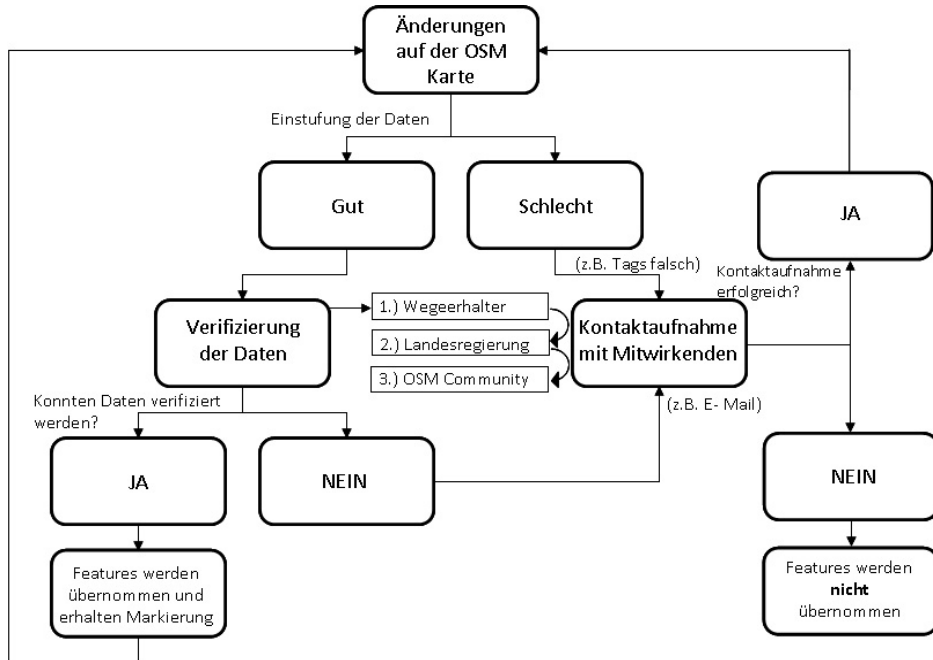 Änderungen
auf der OSM
Karte
Einstufung der Daten
Gut
Schlecht
JA
(z.B. Tags falsch)
Kontaktaufnahme
erfolgreich?
Verifizierung
der Daten
1.) Wegeerhalter
2.) Landesregierung
3.) OSM Community
Kontaktaufnahme
mit Mitwirkenden
(z.B. E- Mail)
Konnten Daten verifiziert
werden?
JA
NEIN
NEIN
Features werden
übernommen und
erhalten Markierung
Features werden
nicht
übernommen